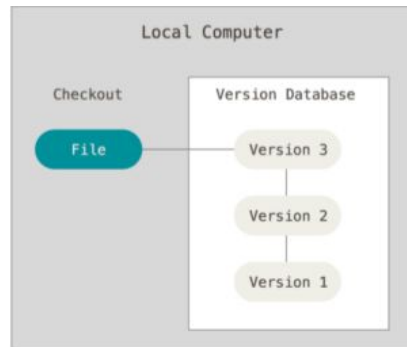 Local Computer
Checkout
Version Database
File
Version 3
Version 2
Version 1